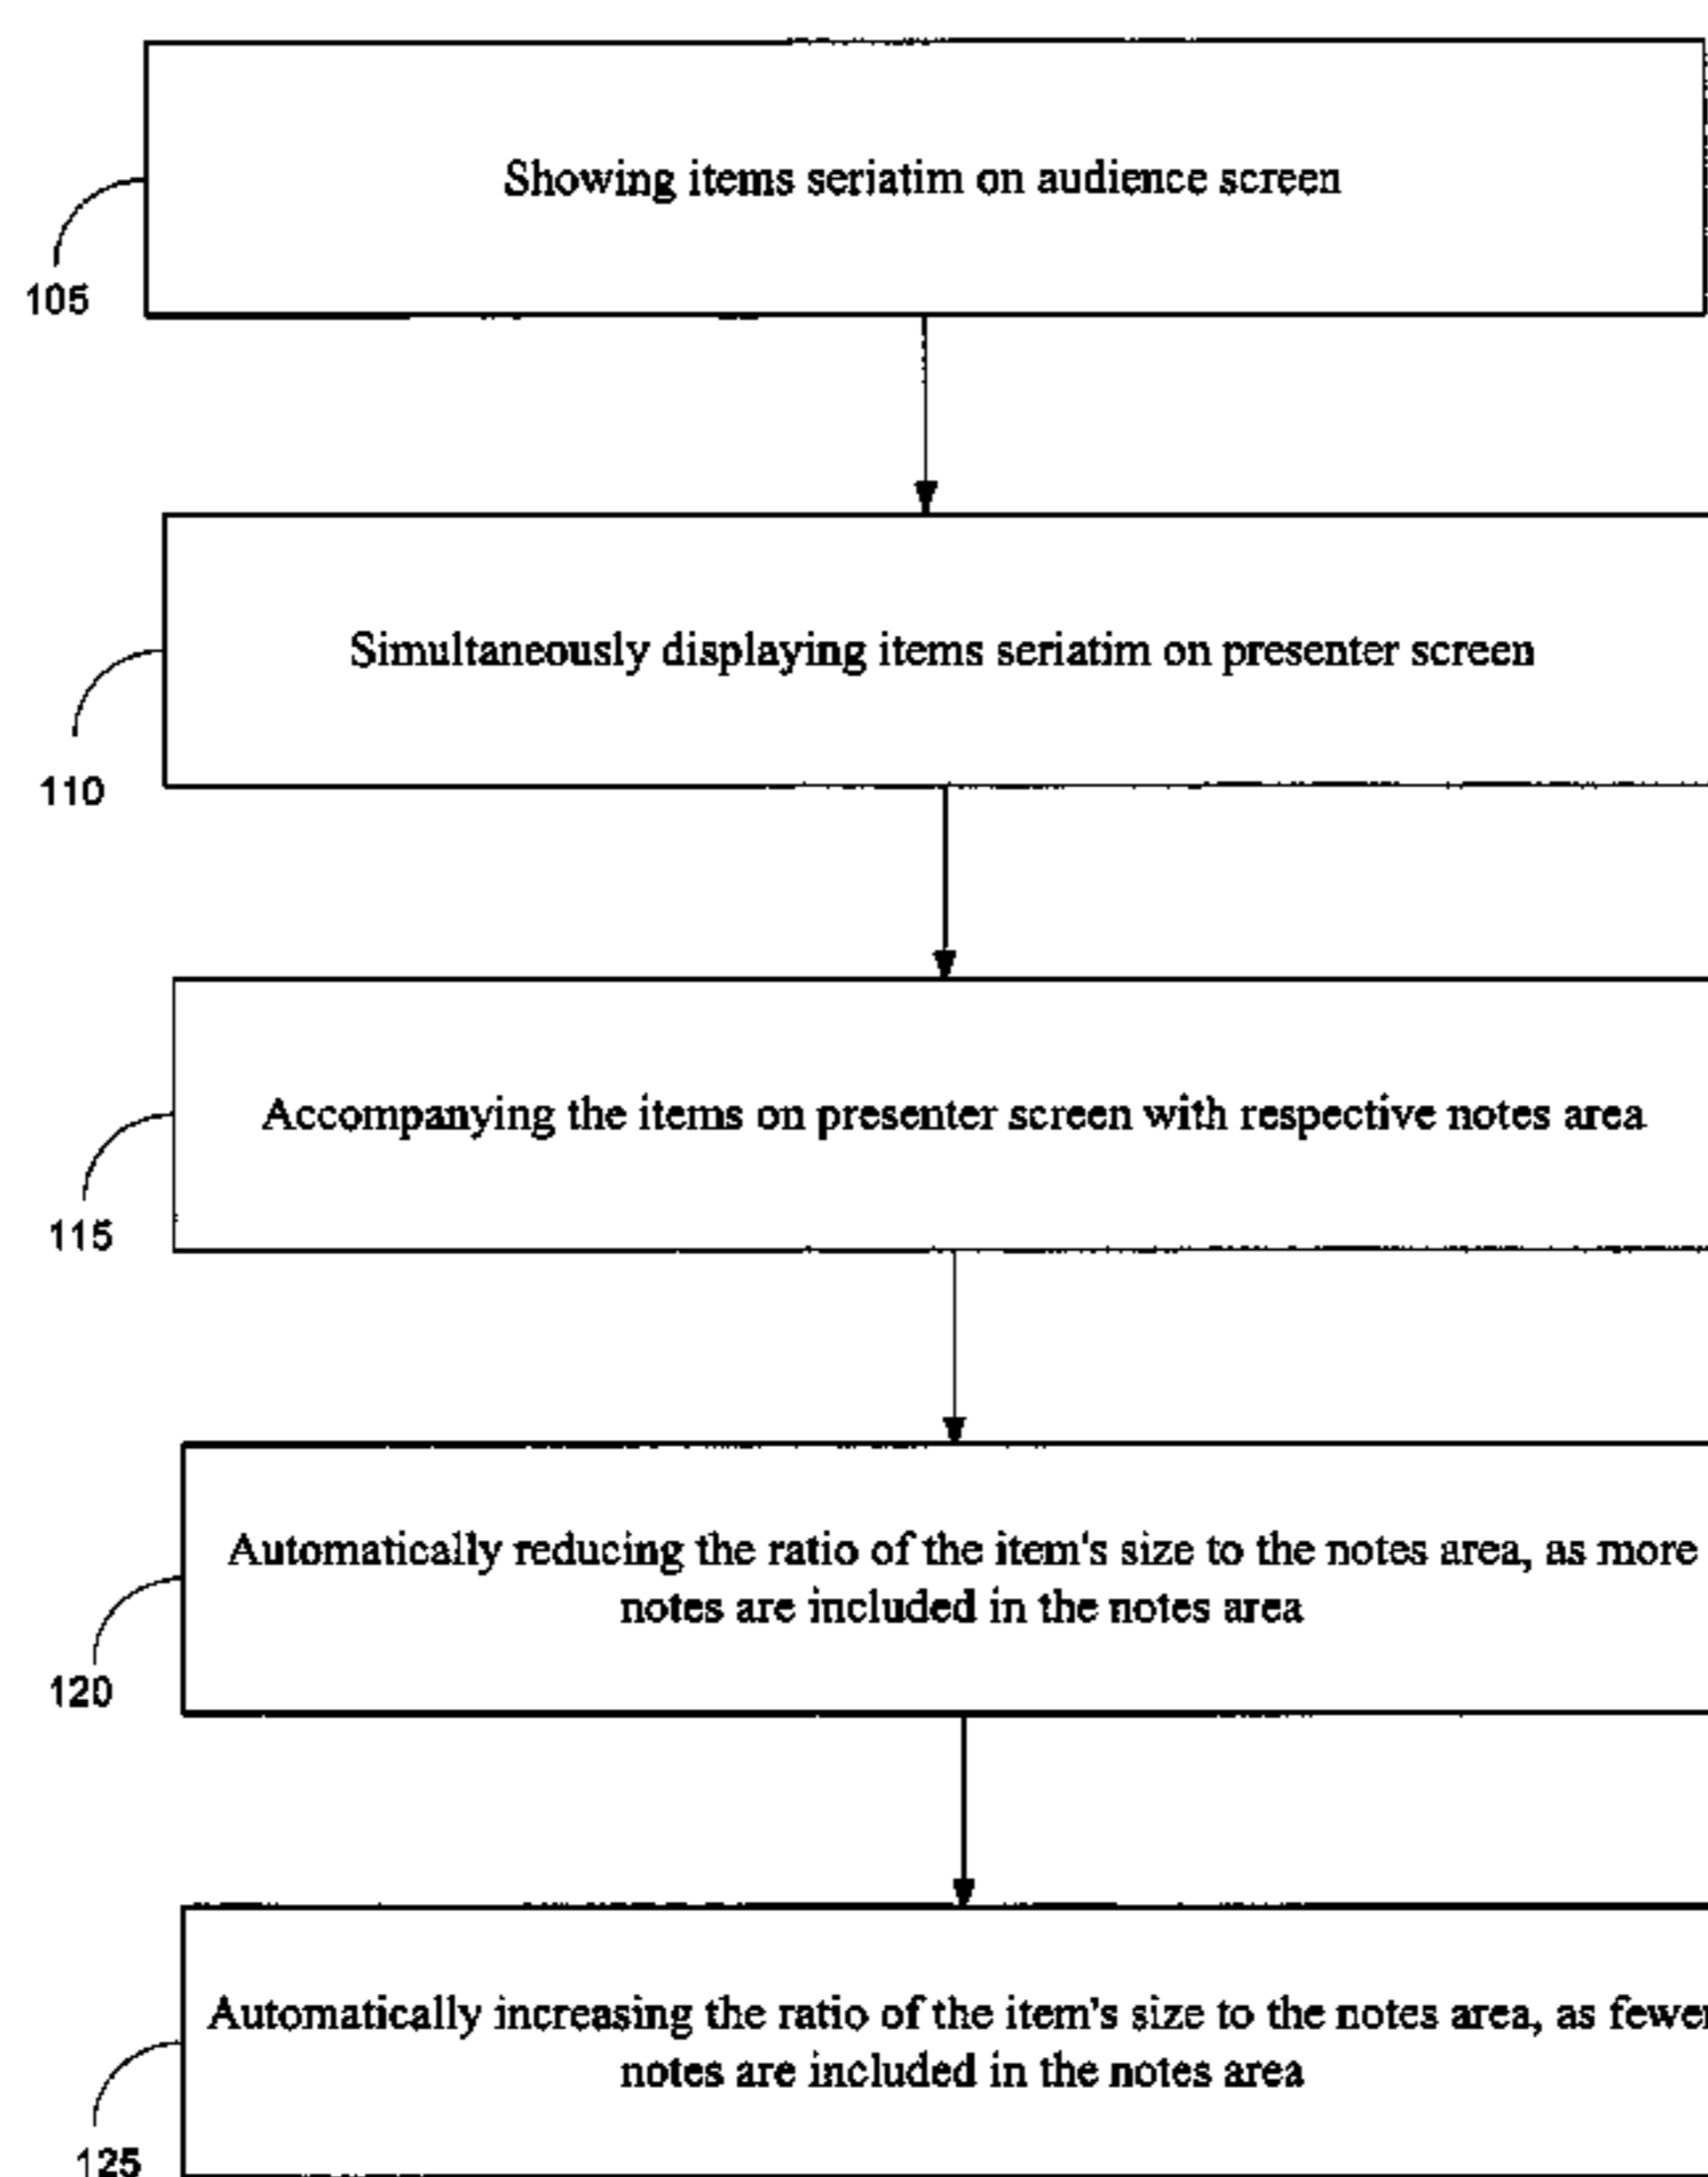 Showing items seriatim on audience screen
105
Simultaneously displaying items seriatim on presenter screen
110
Accompanying the items on presenter screen with respective notes area
115
Automatically reducing the ratio of the item's size to the notes area, as more
notes are included in the notes area
120
Automatically increasing the ratio of the item's size to the notes area, as fewer
notes are included in the notes area
125